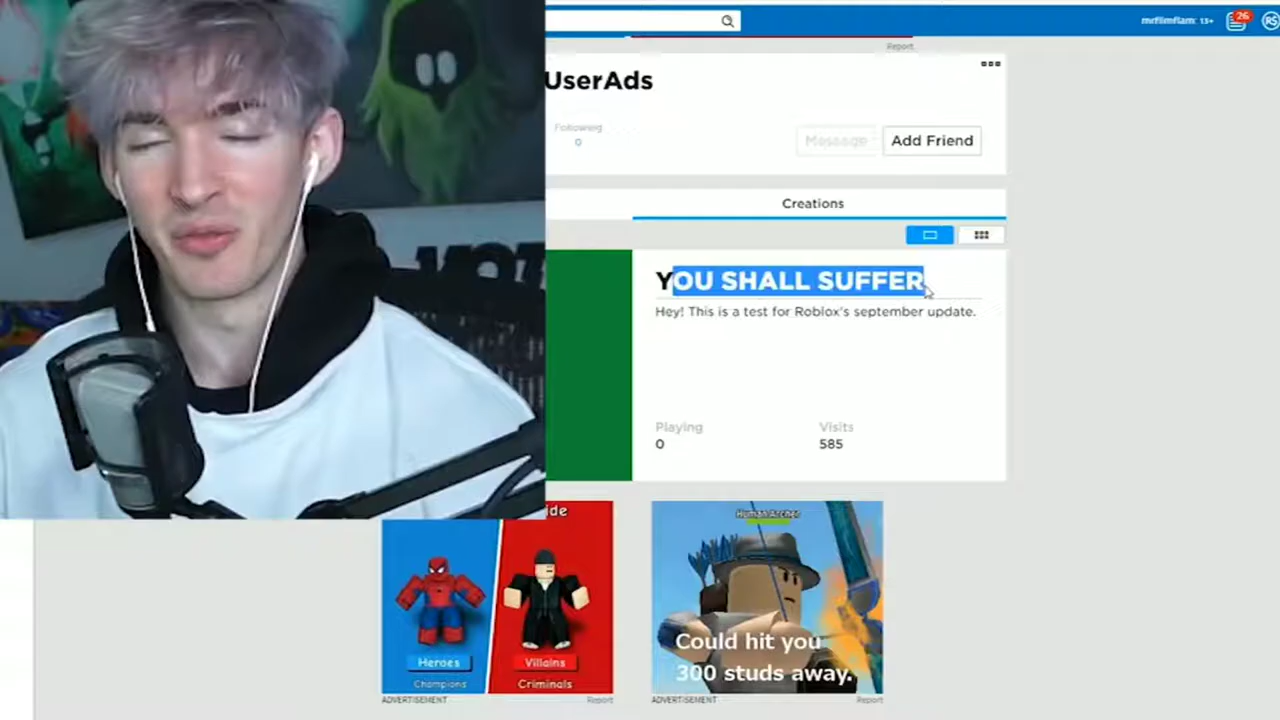 mrflimflam: 13+
26
Report
UserAds
Following
0
Message
Add Friend
Creations
YOU SHALL SUFFER
Hey! This is a test for Roblox's september update.
Playing
0
Visits
585
ide
Heroes
Villains
Champions
Criminals
Human Archer
Could hit you
300 studs away.
ADVERTISEMENT
Report
ADVERTISEMENT
Report